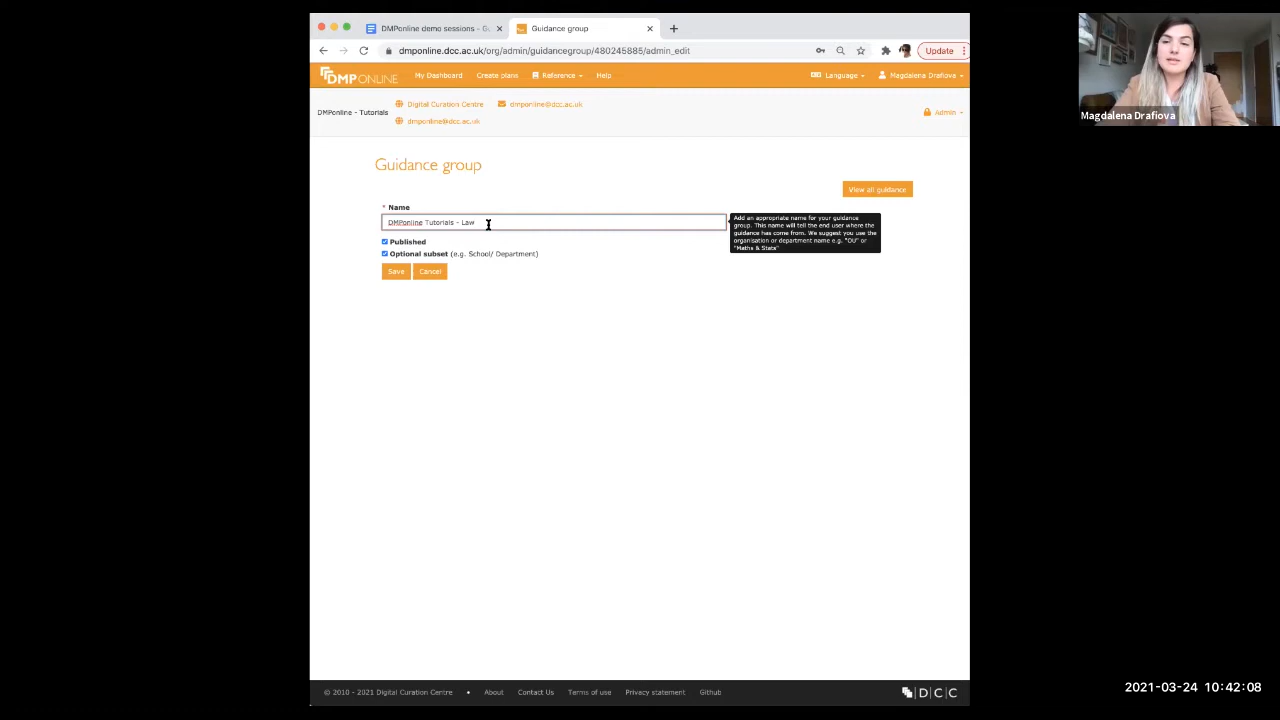 DMPonline demo sessions - Gu
Guidance group
dmponline.dcc.ac.uk/org/admin/guidancegroup/480245885/admin_edit
Update
DMPONLINE
My Dashboard
Create plans
Reference
Help
Language
Magdalena Drafiova
DMPonline - Tutorials
Digital Curation Centre
dmponline@dcc.ac.uk
dmponline@dcc.ac.uk
Admin
Magdalena Drafiova
Guidance group
View all guidance
* Name
DMPonline Tutorials - Law
Add an appropriate name for your guidance
group. This name will tell the end user where the
guidance has come from. We suggest you use the
organisation or department name e.g. "OU" or
"Maths & Stats"
Published
Optional subset (e.g. School/ Department)
Save
Cancel
© 2010 - 2021 Digital Curation Centre
•
About
Contact Us
Terms of use
Privacy statement
Github
D|C|C
2021-03-24 10:42:08